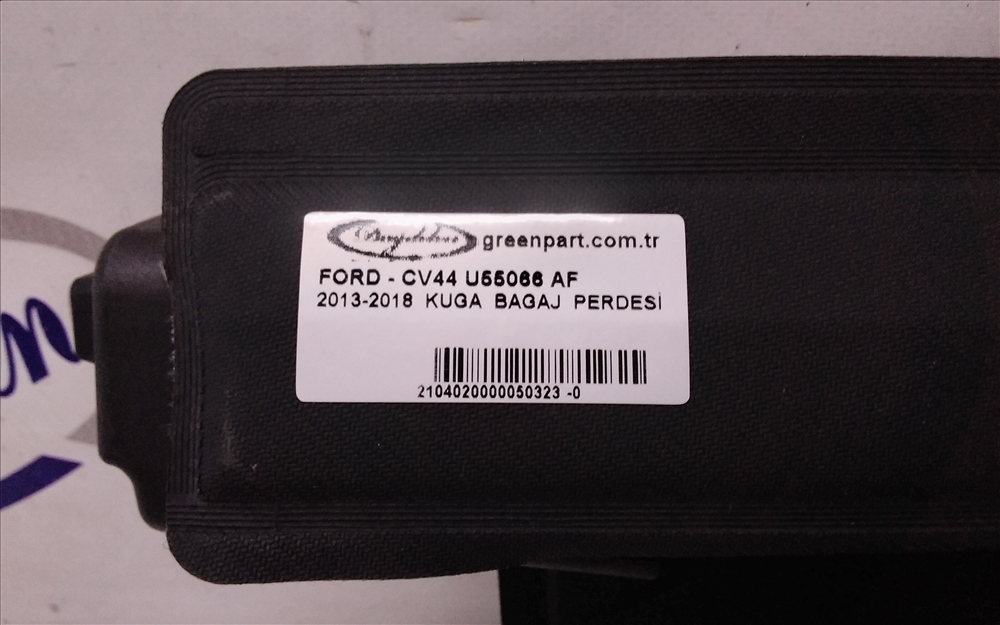 greenpart.com.tr
FORD - CV44 U55066 AF
2013-2018 KUGA BAGAJ PERDESİ
2104020000050323 -0